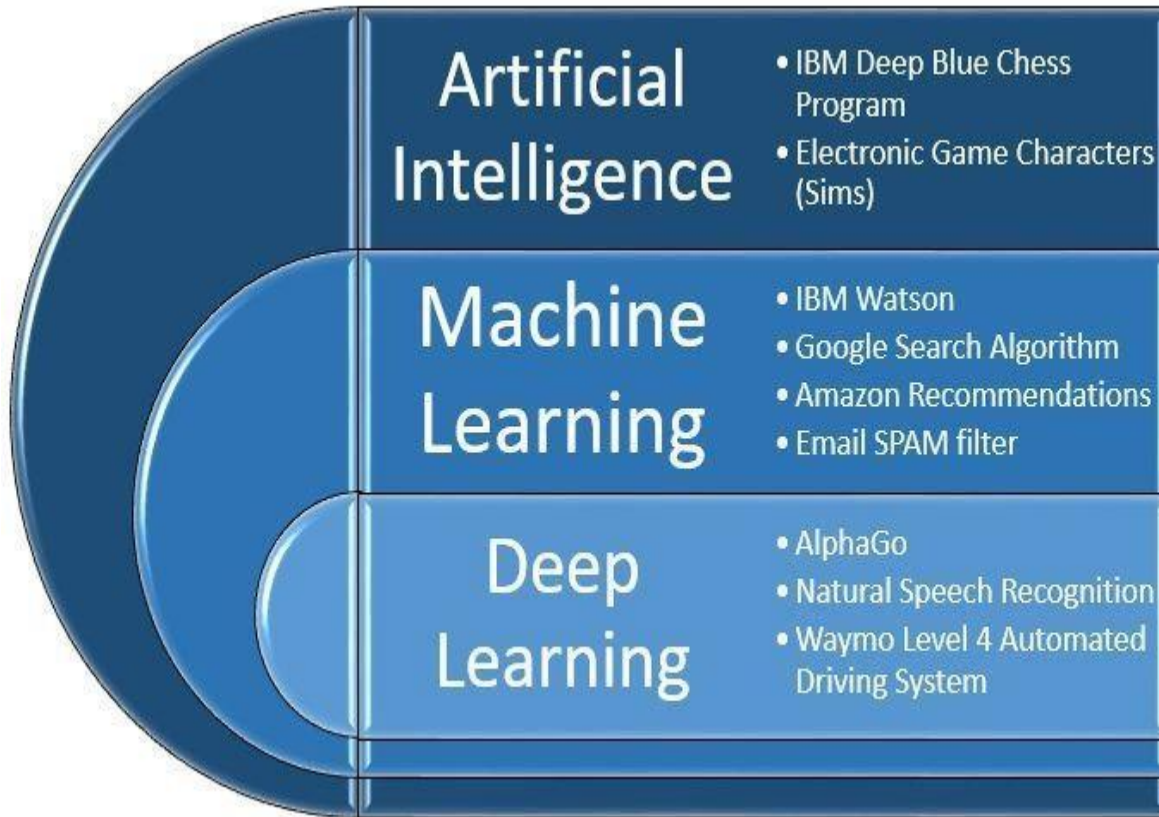 Artificial
Intelligence
• IBM Deep Blue Chess
Program
• Electronic Game Characters
(Sims)
Machine
Learning
• IBM Watson
• Google Search Algorithm
• Amazon Recommendations
• Email SPAM filter
Deep
Learning
• AlphaGo
• Natural Speech Recognition
• Waymo Level 4 Automated
Driving System